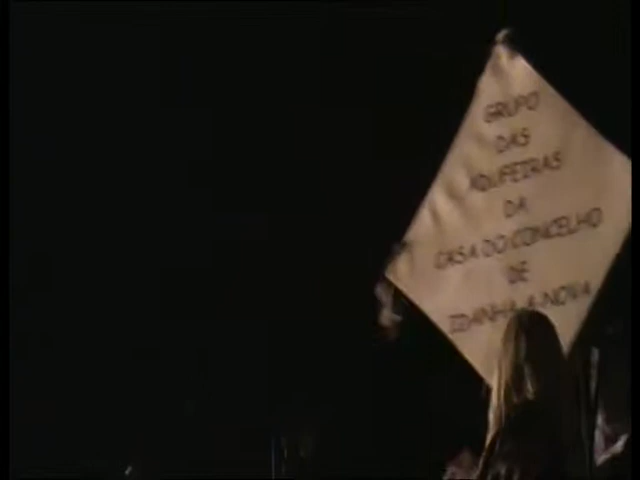 GRUPO
DAS
ADUFEIRAS
DA
CASA DO CONCELHO
DE
IDANHA-A-NOVA